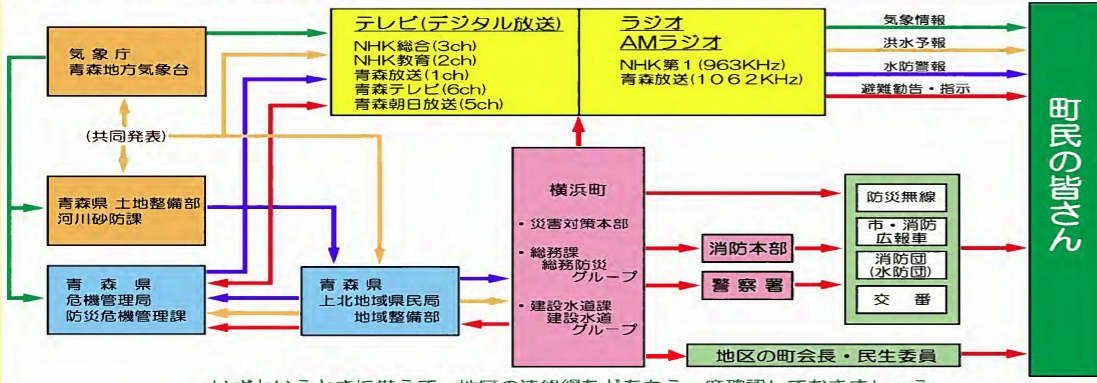 テレビ(デジタル放送)
NHK総合(3ch)
NHK教育(2ch)
青森放送(1ch)
青森テレビ(6ch)
青森朝日放送(5ch)
ラジオ
AMラジオ
NHK第1(963KHz)
青森放送(1062KHz)
気象情報
洪水予報
水防警報
避難勧告・指示
町民の皆さん
気象庁
青森地方気象台
(共同発表)
青森県 土地整備部
河川砂防課
青森県
危機管理局
防災危機管理課
青森県
上北地域県民局
地域整備部
横浜町
・災害対策本部
・総務課
総務防災
グループ
・建設水道課
建設水道
グループ
消防本部
警察署
防災無線
市・消防
広報車
消防団
(水防団)
交番
地区の町会長・民生委員